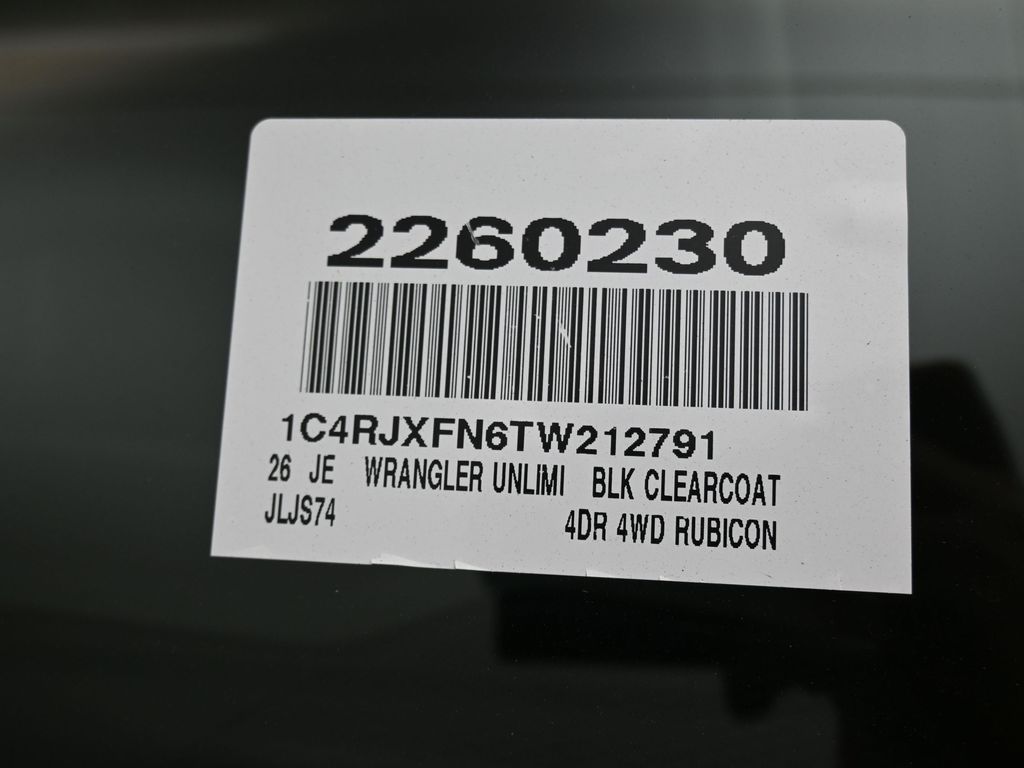 2260230
1C4RJXFN6TW212791
26 JE WRANGLER UNLIMI BLK CLEARCOAT
JLJS74 4DR 4WD RUBICON